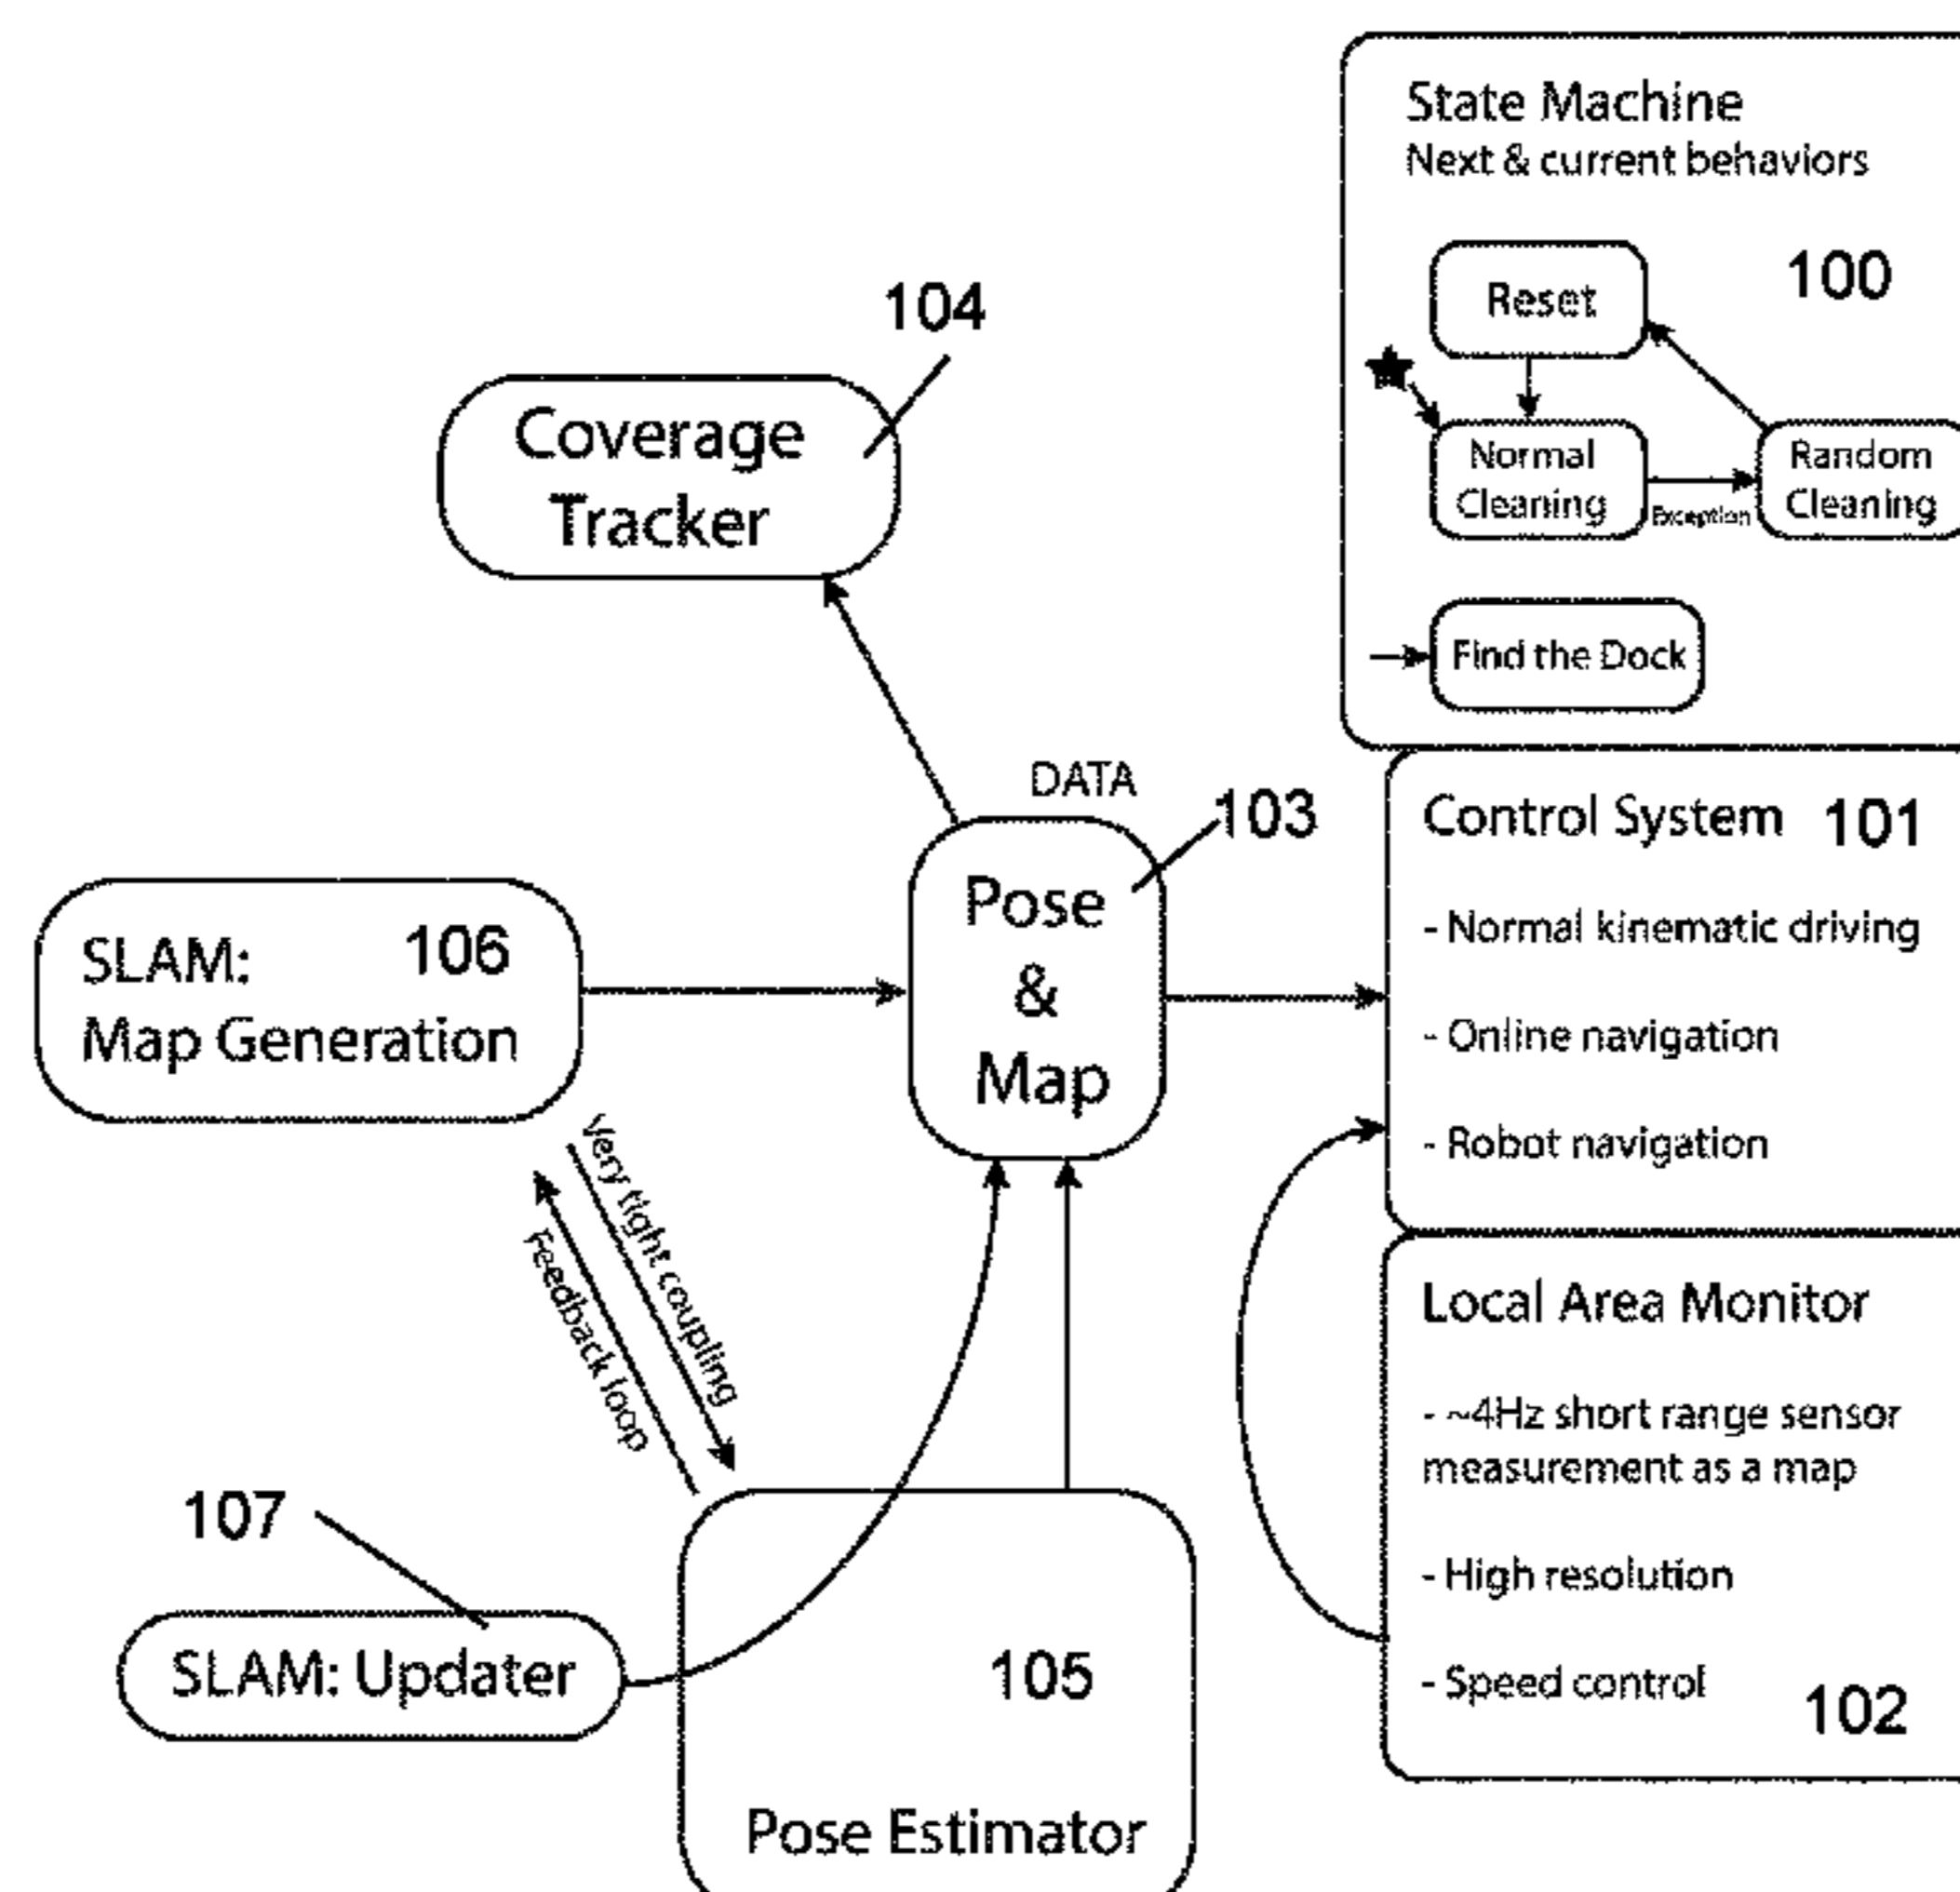 State Machine
Next & current behaviors
100
Reset
Normal
Cleaning
Exception
Random
Cleaning
Find the Dock
104
Coverage
Tracker
DATA
103
Pose
&
Map
Control System 101
- Normal kinematic driving
- Online navigation
- Robot navigation
SLAM: 106
Map Generation
Very tight coupling
Feedback loop
Local Area Monitor
- ~4Hz short range sensor
measurement as a map
- High resolution
- Speed control
102
107
SLAM: Updater
105
Pose Estimator